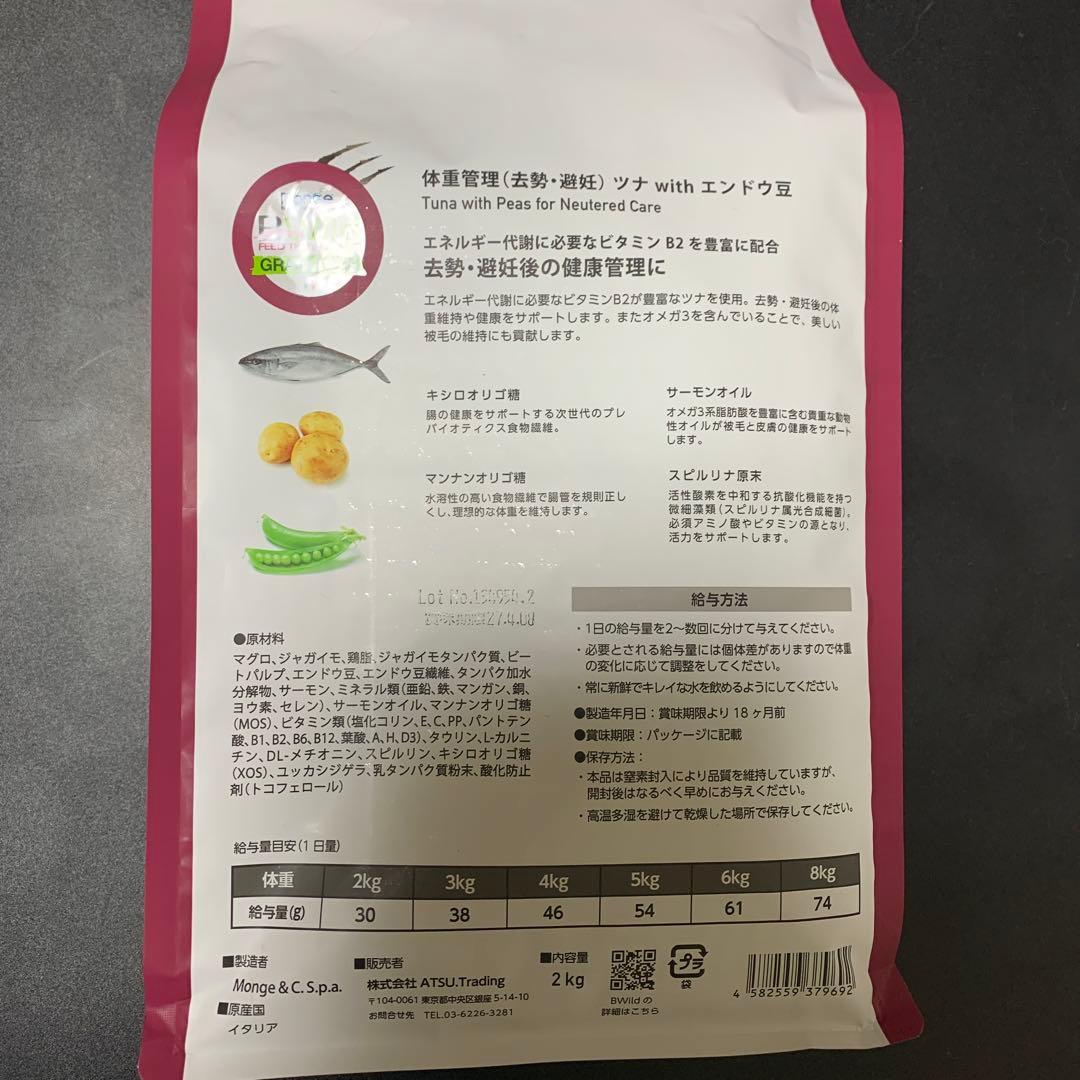 体重管理（去勢・避妊）ツナ with エンドウ豆
Tuna with Peas for Neutered Care
エネルギー代謝に必要なビタミン B2 を豊富に配合
去勢・避妊後の健康管理に
エネルギー代謝に必要なビタミンB2が豊富なツナを使用。去勢・避妊後の体
重維持や健康をサポートします。またオメガ3を含んでいることで、美しい
被毛の維持にも貢献します。
キシロオリゴ糖
腸の健康をサポートする次世代のプレ
バイオティクス食物繊維。
サーモンオイル
オメガ3系脂肪酸を豊富に含む貴重な動物
性オイルが被毛と皮膚の健康をサポート
します。
マンナンオリゴ糖
水溶性の高い食物繊維で腸管を規則正し
くし、理想的な体重を維持します。
スピルリナ原末
活性酸素を中和する抗酸化機能を持つ
微細藻類（スピルリナ属光合成細菌）。
必須アミノ酸やビタミンの源となり、
活力をサポートします。
Lot No.
27.4.08
●原材料
マグロ、ジャガイモ、鶏脂、ジャガイモタンパク質、ビー
トパルプ、エンドウ豆、エンドウ豆繊維、タンパク加水
分解物、サーモン、ミネラル類（亜鉛、鉄、マンガン、銅、
ヨウ素、セレン）、サーモンオイル、マンナンオリゴ糖
（MOS）、ビタミン類（塩化コリン、E、C、PP、パントテン
酸、B1、B2、B6、B12、葉酸、A、H、D3）、タウリン、L-カルニ
チン、DL-メチオニン、スピルリン、キシロオリゴ糖
（XOS）、ユッカシジゲラ、乳タンパク質粉末、酸化防止
剤（トコフェロール）
給与方法
・1日の給与量を2〜数回に分けて与えてください。
・必要とされる給与量には個体差がありますので体重
の変化に応じて調整をしてください。
・常に新鮮でキレイな水を飲めるようにしてください。
●製造年月日：賞味期限より 18 ヶ月前
●賞味期限：パッケージに記載
●保存方法：
・本品は窒素封入により品質を維持していますが、
開封後はなるべく早めにお与えください。
・高温多湿を避けて乾燥した場所で保存してください。
給与量目安（1日量）
体重 2kg 3kg 4kg 5kg 6kg 8kg
給与量(g) 30 38 46 54 61 74
■製造者
Monge & C. S.p.a.
■原産国
イタリア
■販売者
株式会社 ATSU.Trading
〒104-0061 東京都中央区銀座 5-14-10
お問合せ先 TEL.03-6226-3281
■内容量
2 kg
BWild の
詳細はこちら
プラ
袋
4 582559 379692